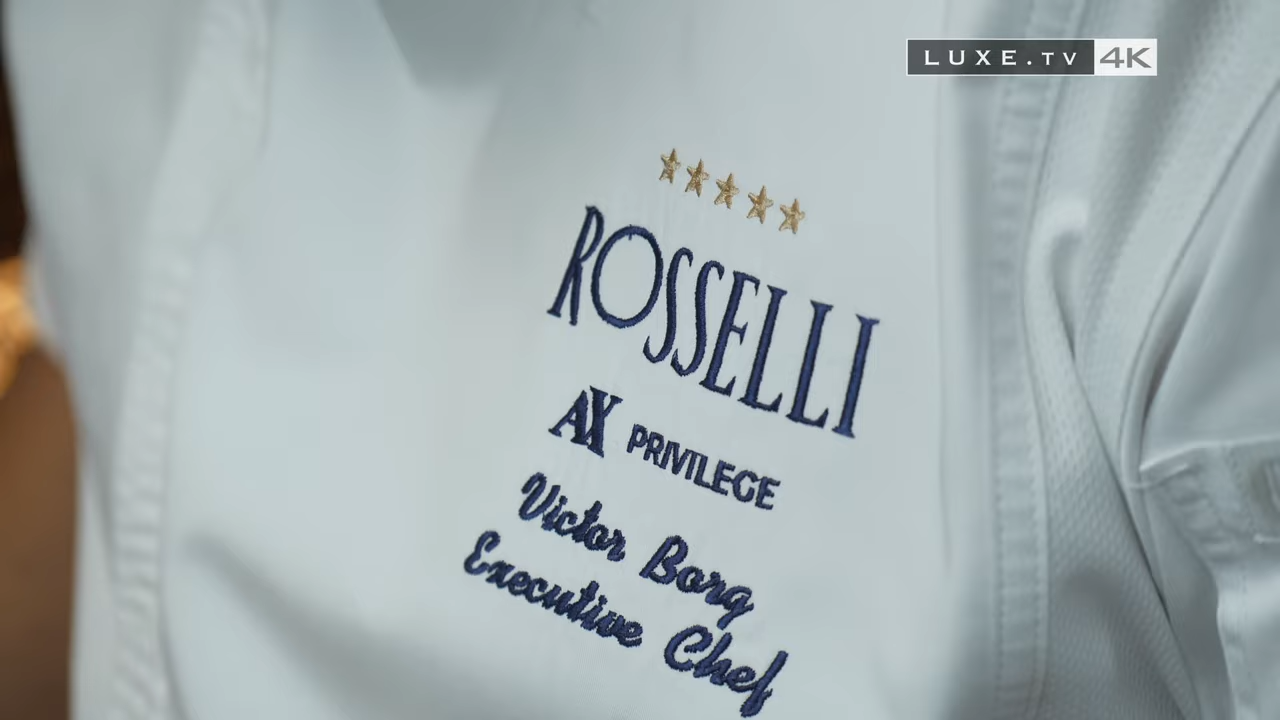 LUXE.TV 4K
ROSSELLI
AX PRIVILEGE
Victor Borg
Executive Chef